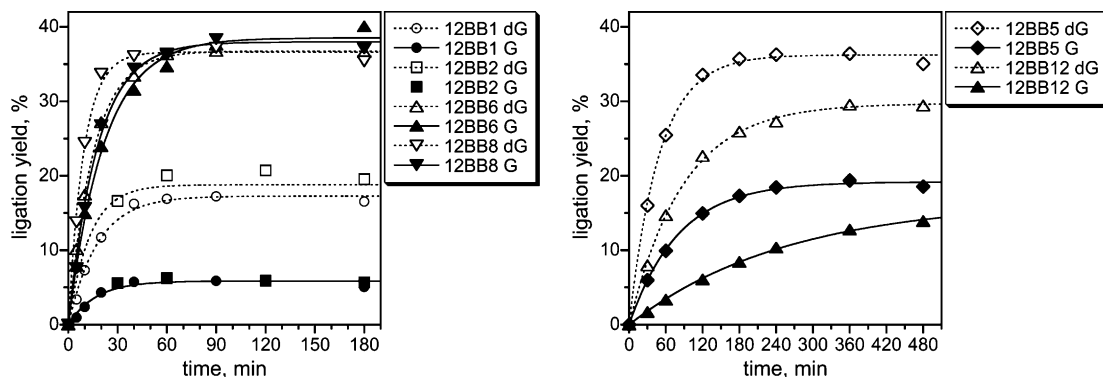 ligation yield, %
40
30
20
10
0
0 30 60 90 120 150 180
time, min
12BB1 dG
12BB1 G
12BB2 dG
12BB2 G
12BB6 dG
12BB6 G
12BB8 dG
12BB8 G
ligation yield, %
40
30
20
10
0
0 60 120 180 240 300 360 420 480
time, min
12BB5 dG
12BB5 G
12BB12 dG
12BB12 G